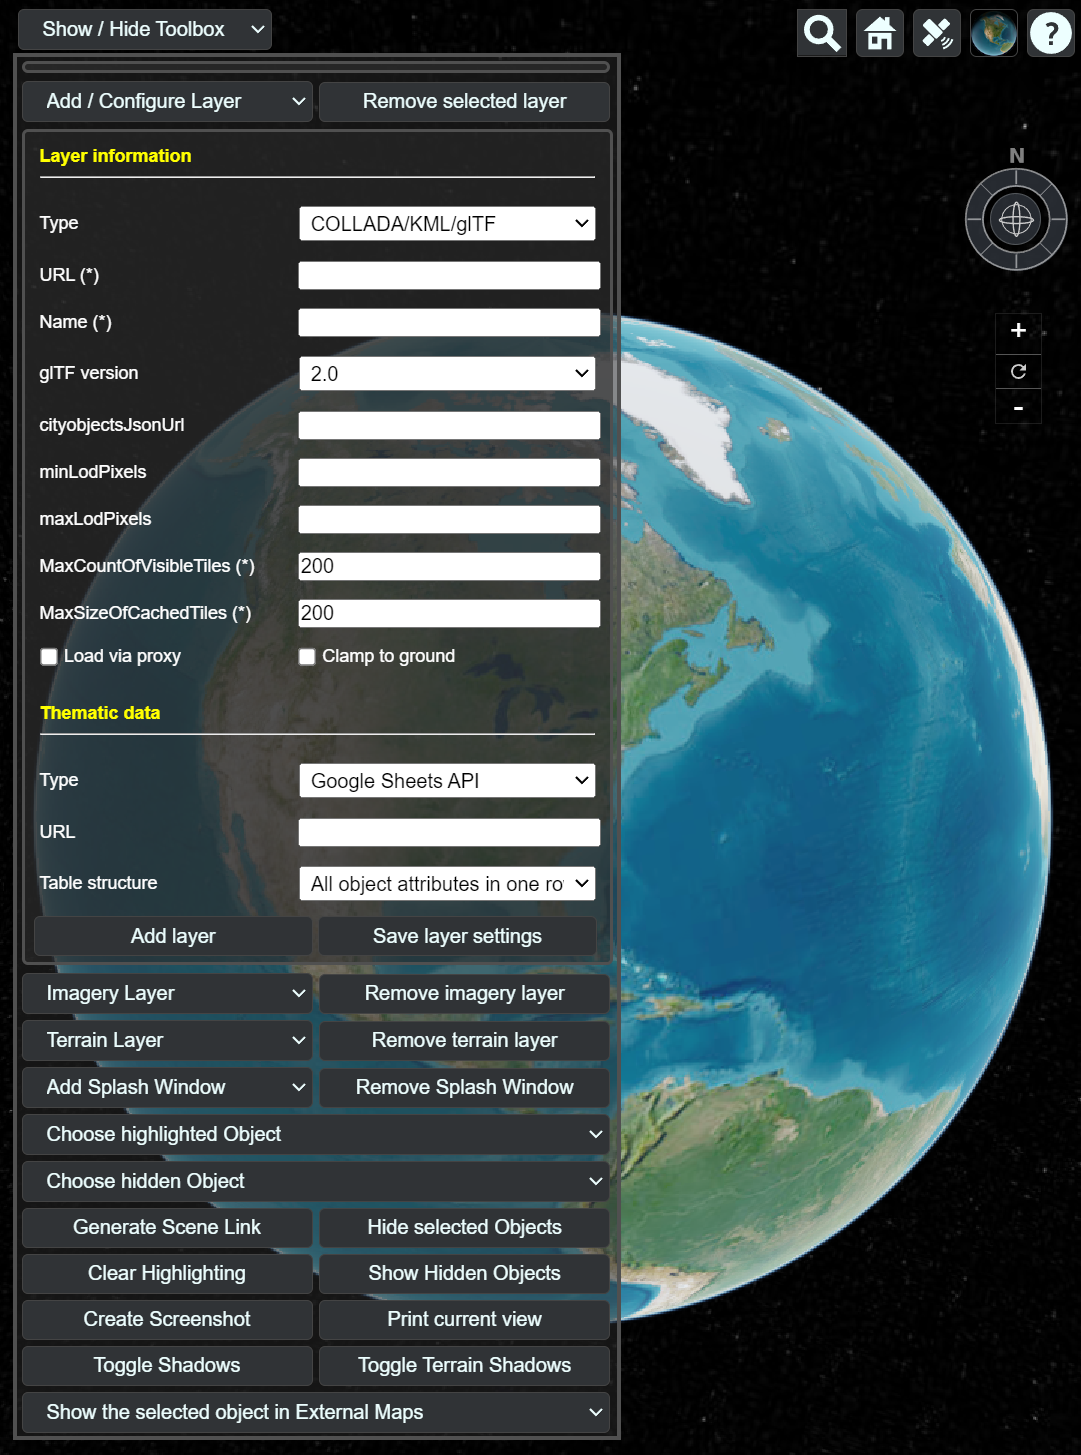 Show / Hide Toolbox
?
Add / Configure Layer
Remove selected layer
Layer information
N
Type
COLLADA/KML/glTF
URL (*)
Name (*)
+
glTF version
2.0
-
cityobjectsJsonUrl
minLodPixels
maxLodPixels
MaxCountOfVisibleTiles (*)
200
MaxSizeOfCachedTiles (*)
200
Load via proxy
Clamp to ground
Thematic data
Type
Google Sheets API
URL
Table structure
All object attributes in one ro
Add layer
Save layer settings
Imagery Layer
Remove imagery layer
Terrain Layer
Remove terrain layer
Add Splash Window
Remove Splash Window
Choose highlighted Object
Choose hidden Object
Generate Scene Link
Hide selected Objects
Clear Highlighting
Show Hidden Objects
Create Screenshot
Print current view
Toggle Shadows
Toggle Terrain Shadows
Show the selected object in External Maps